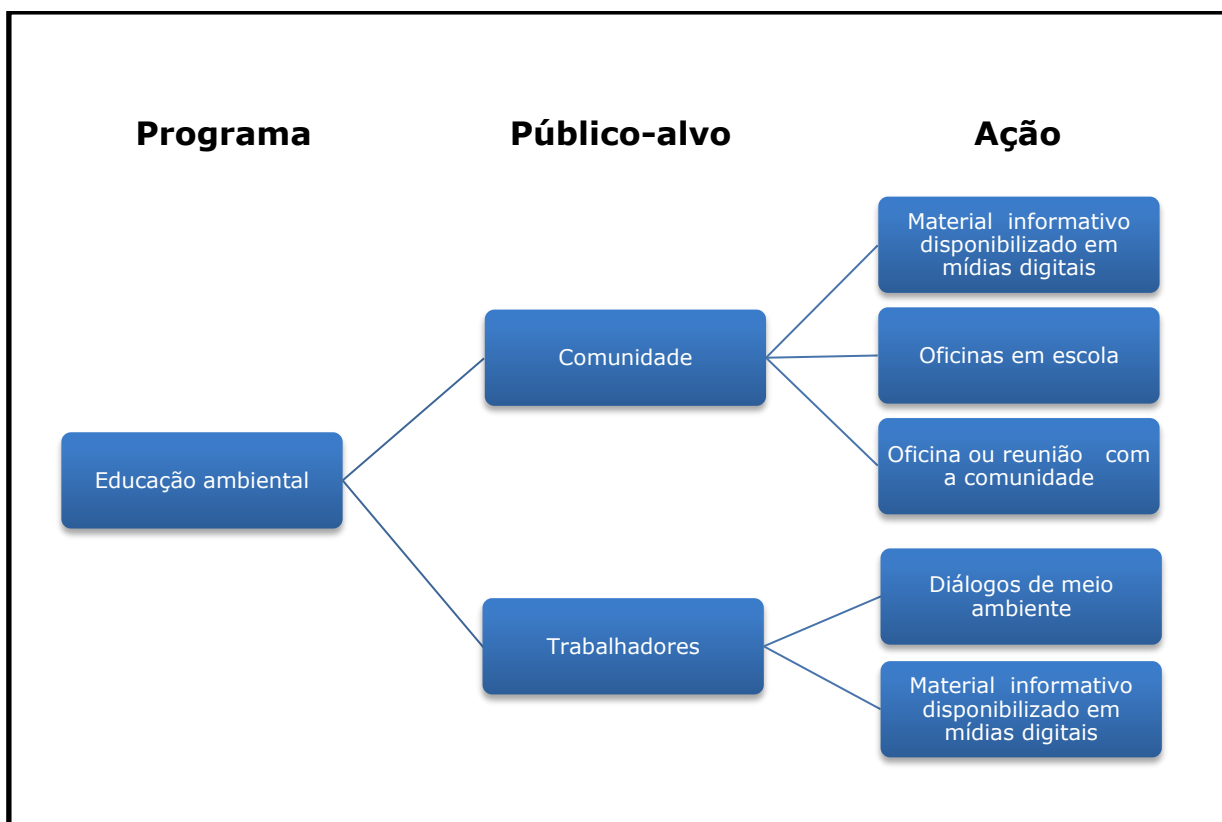 Programa
Público-alvo
Ação
Material informativo
disponibilizado em
mídias digitais
Comunidade
Oficinas em escola
Oficina ou reunião com
a comunidade
Educação ambiental
Diálogos de meio
ambiente
Trabalhadores
Material informativo
disponibilizado em
mídias digitais